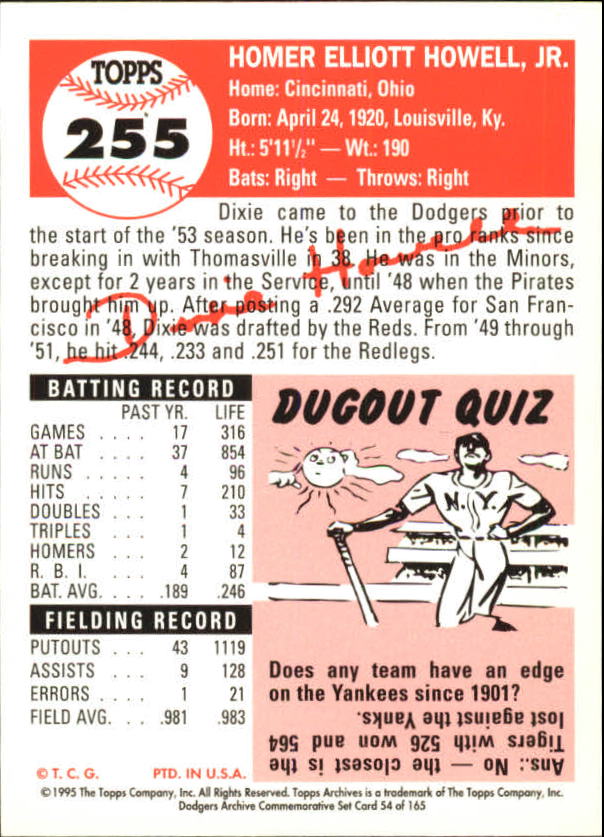 TOPPS
255
HOMER ELLIOTT HOWELL, JR.
Home: Cincinnati, Ohio
Born: April 24, 1920, Louisville, Ky.
Ht.: 5'11½" — Wt.: 190
Bats: Right — Throws: Right
Dixie came to the Dodgers prior to
the start of the '53 season. He's been in the pro ranks since
breaking in with Thomasville in 38. He was in the Minors,
except for 2 years in the Service, until '48 when the Pirates
brought him up. After posting a .292 Average for San Fran-
cisco in '48, Dixie was drafted by the Reds. From '49 through
'51, he hit .244, .233 and .251 for the Redlegs.
Dixie Howell
BATTING RECORD
PAST YR. LIFE
GAMES . . . . 17 316
AT BAT . . . . 37 854
RUNS . . . . 4 96
HITS . . . . . 7 210
DOUBLES . . . 1 33
TRIPLES . . . 1 4
HOMERS . . . 2 12
R. B. I. . . . . 4 87
BAT. AVG. . . . .189 .246
FIELDING RECORD
PUTOUTS . . . 43 1119
ASSISTS . . . 9 128
ERRORS . . . . 1 21
FIELD AVG. . . . .981 .983
DUGOUT QUIZ
N.Y.
Does any team have an edge
on the Yankees since 1901?
Ans.: NO — the closest is the
Tigers with 526 won and 564
lost against the Yanks.
© T. C. G. PTD. IN U.S.A.
© 1995 The Topps Company, Inc. All Rights Reserved. Topps Archives is a trademark of The Topps Company, Inc.
Dodgers Archive Commemorative Set Card 54 of 165